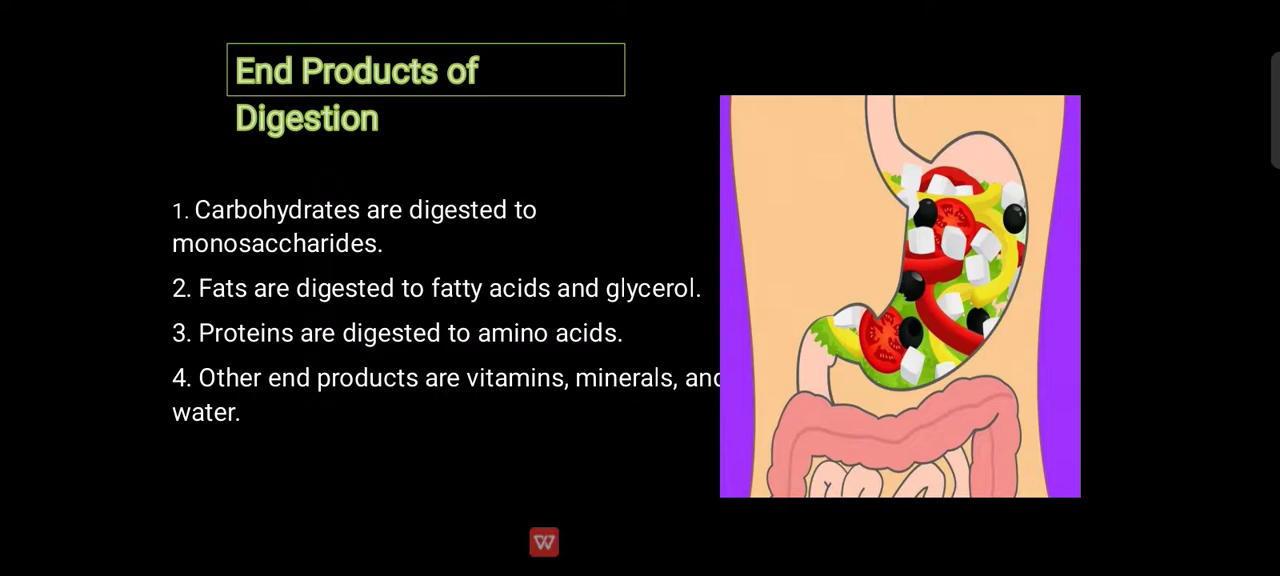 End Products of
Digestion
1. Carbohydrates are digested to
monosaccharides.
2. Fats are digested to fatty acids and glycerol.
3. Proteins are digested to amino acids.
4. Other end products are vitamins, minerals, and
water.
W